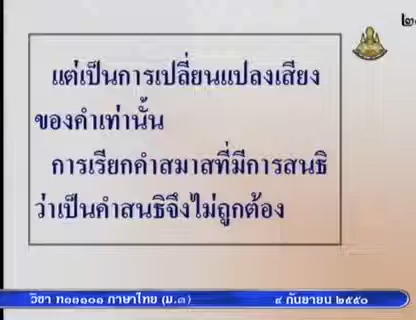 แต่เป็นการเปลี่ยนแปลงเสียง
ของคำเท่านั้น
การเรียกคำสมาสที่มีการสนธิ
ว่าเป็นคำสนธิจึงไม่ถูกต้อง
วิชา ท๑๑๑๐๑ ภาษาไทย (ม.๓) ๔ กันยายน ๒๕๕๐